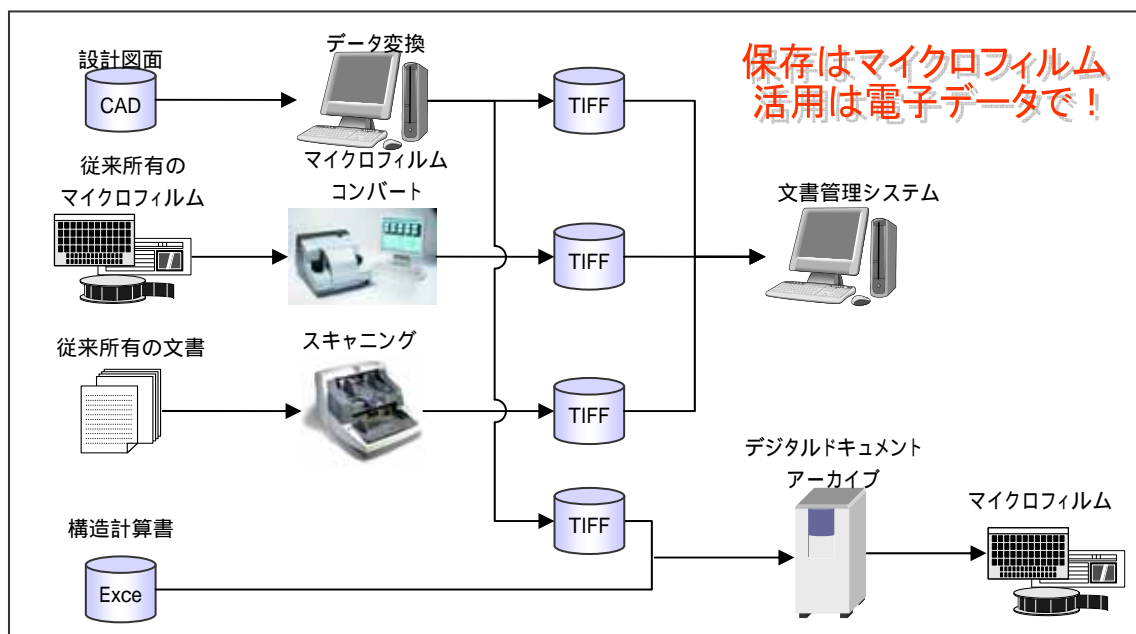 保存はマイクロフィルム
活用は電子データで！
設計図面
CAD
データ変換
TIFF
従来所有の
マイクロフィルム
マイクロフィルム
コンバート
TIFF
文書管理システム
従来所有の文書
スキャニング
TIFF
構造計算書
Exce
TIFF
デジタルドキュメント
アーカイブ
マイクロフィルム